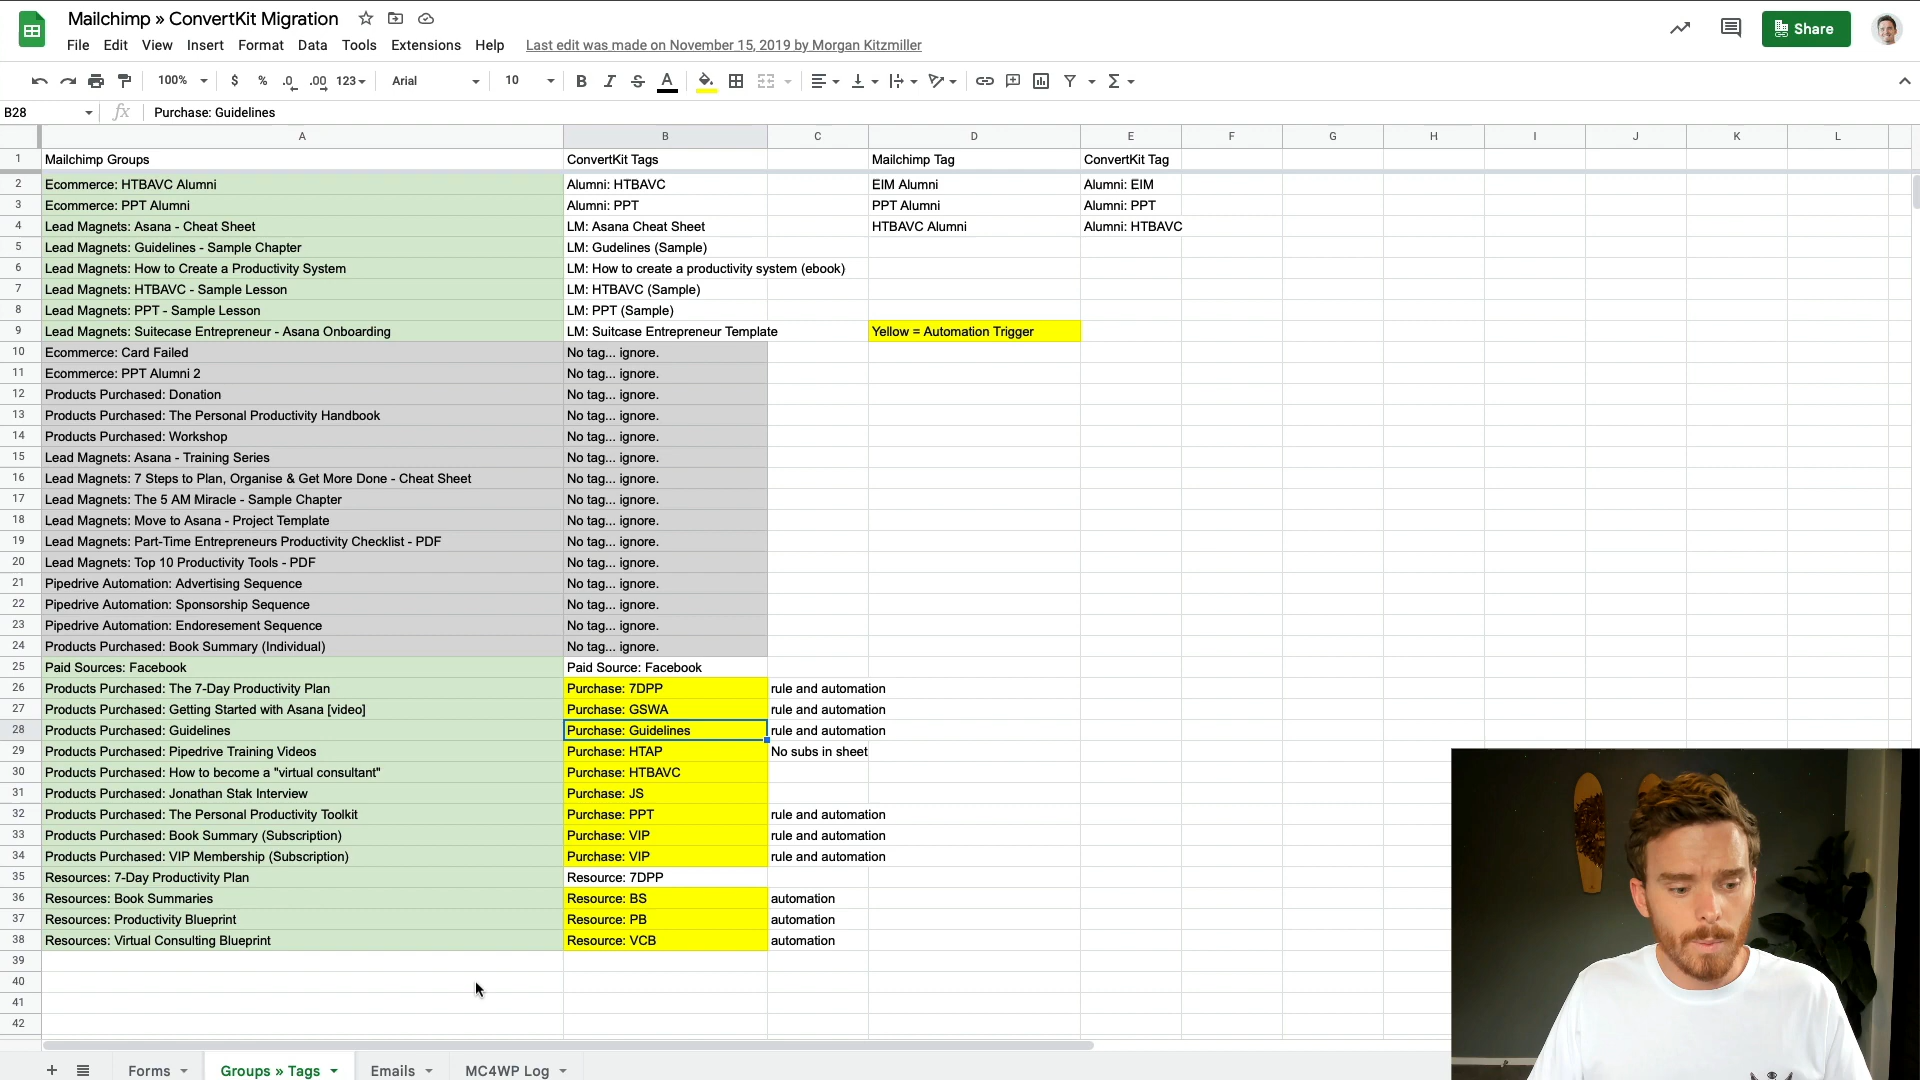 Mailchimp » ConvertKit Migration
File Edit View Insert Format Data Tools Extensions Help Last edit was made on November 15, 2019 by Morgan Kitzmiller
Share
100% $ % .0 .00 123 Arial 10 B I S A
B28 fx Purchase: Guidelines
A B C D E F G H I J K L
1 Mailchimp Groups ConvertKit Tags Mailchimp Tag ConvertKit Tag
2 Ecommerce: HTBAVC Alumni Alumni: HTBAVC EIM Alumni Alumni: EIM
3 Ecommerce: PPT Alumni Alumni: PPT PPT Alumni Alumni: PPT
4 Lead Magnets: Asana - Cheat Sheet LM: Asana Cheat Sheet HTBAVC Alumni Alumni: HTBAVC
5 Lead Magnets: Guidelines - Sample Chapter LM: Gudelines (Sample)
6 Lead Magnets: How to Create a Productivity System LM: How to create a productivity system (ebook)
7 Lead Magnets: HTBAVC - Sample Lesson LM: HTBAVC (Sample)
8 Lead Magnets: PPT - Sample Lesson LM: PPT (Sample)
9 Lead Magnets: Suitecase Entrepreneur - Asana Onboarding LM: Suitcase Entrepreneur Template Yellow = Automation Trigger
10 Ecommerce: Card Failed No tag... ignore.
11 Ecommerce: PPT Alumni 2 No tag... ignore.
12 Products Purchased: Donation No tag... ignore.
13 Products Purchased: The Personal Productivity Handbook No tag... ignore.
14 Products Purchased: Workshop No tag... ignore.
15 Lead Magnets: Asana - Training Series No tag... ignore.
16 Lead Magnets: 7 Steps to Plan, Organise & Get More Done - Cheat Sheet No tag... ignore.
17 Lead Magnets: The 5 AM Miracle - Sample Chapter No tag... ignore.
18 Lead Magnets: Move to Asana - Project Template No tag... ignore.
19 Lead Magnets: Part-Time Entrepreneurs Productivity Checklist - PDF No tag... ignore.
20 Lead Magnets: Top 10 Productivity Tools - PDF No tag... ignore.
21 Pipedrive Automation: Advertising Sequence No tag... ignore.
22 Pipedrive Automation: Sponsorship Sequence No tag... ignore.
23 Pipedrive Automation: Endoresement Sequence No tag... ignore.
24 Products Purchased: Book Summary (Individual) No tag... ignore.
25 Paid Sources: Facebook Paid Source: Facebook
26 Products Purchased: The 7-Day Productivity Plan Purchase: 7DPP rule and automation
27 Products Purchased: Getting Started with Asana [video] Purchase: GSWA rule and automation
28 Products Purchased: Guidelines Purchase: Guidelines rule and automation
29 Products Purchased: Pipedrive Training Videos Purchase: HTAP No subs in sheet
30 Products Purchased: How to become a "virtual consultant" Purchase: HTBAVC
31 Products Purchased: Jonathan Stak Interview Purchase: JS
32 Products Purchased: The Personal Productivity Toolkit Purchase: PPT rule and automation
33 Products Purchased: Book Summary (Subscription) Purchase: VIP rule and automation
34 Products Purchased: VIP Membership (Subscription) Purchase: VIP rule and automation
35 Resources: 7-Day Productivity Plan Resource: 7DPP
36 Resources: Book Summaries Resource: BS automation
37 Resources: Productivity Blueprint Resource: PB automation
38 Resources: Virtual Consulting Blueprint Resource: VCB automation
39
40
41
42
Forms Groups » Tags Emails MC4WP Log